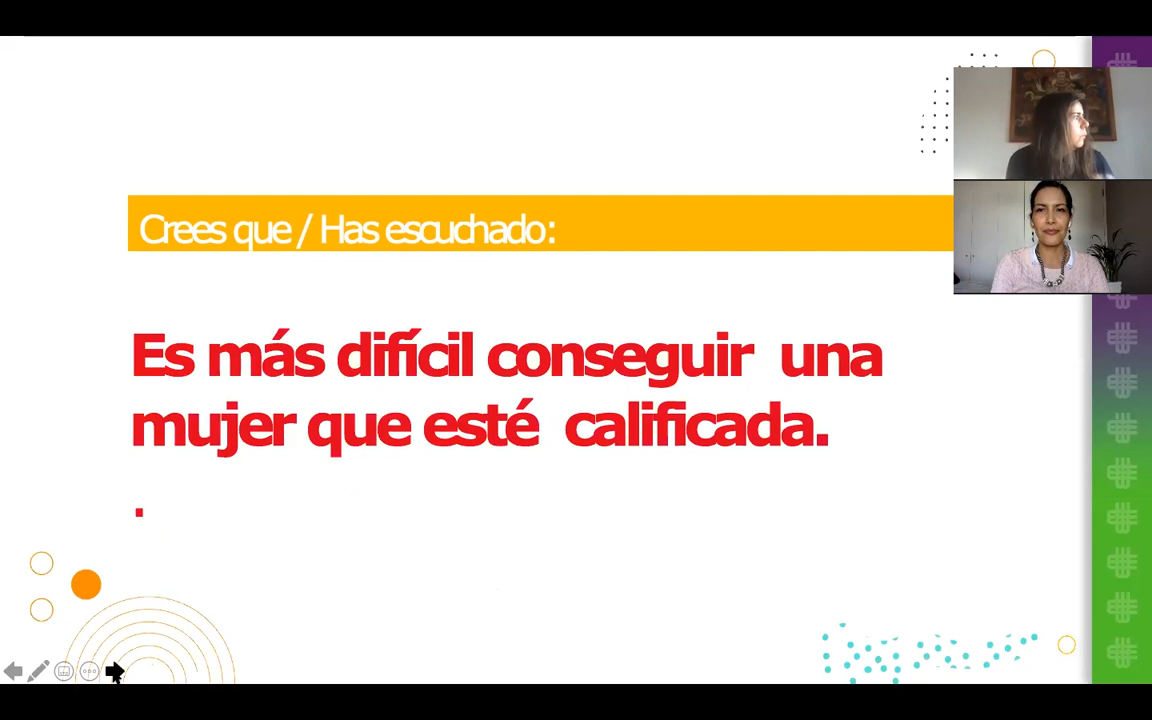 Crees que / Has escuchado:
Es más difícil conseguir una
mujer que esté calificada.
.